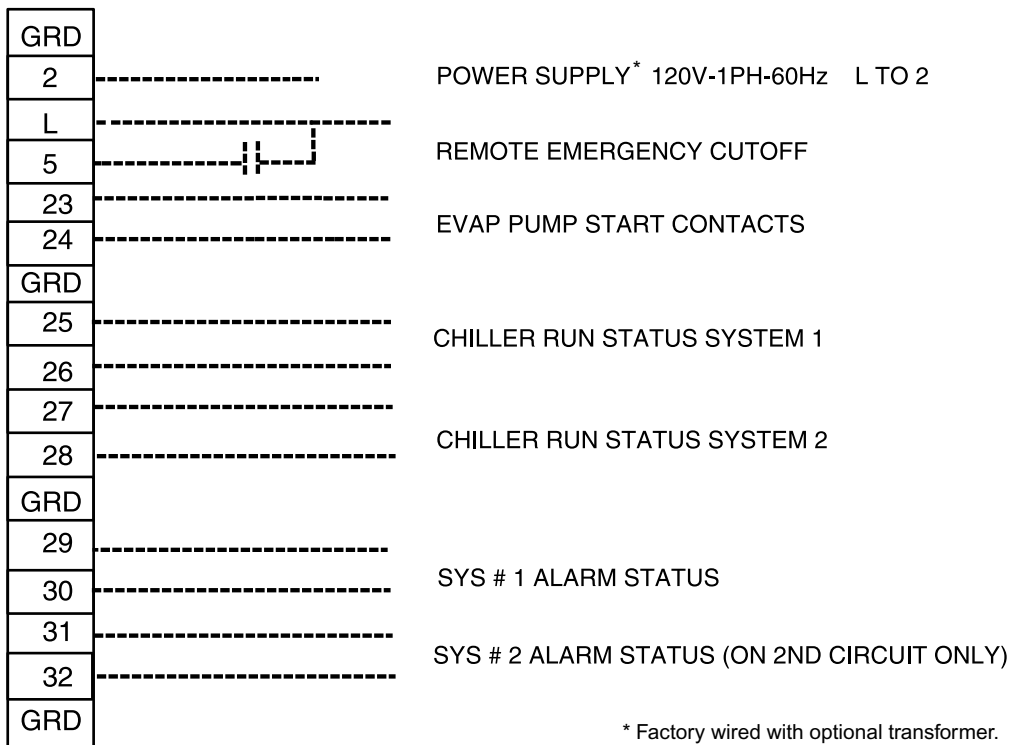 GRD
2 POWER SUPPLY* 120V-1PH-60Hz L TO 2
L
5 REMOTE EMERGENCY CUTOFF
23
24 EVAP PUMP START CONTACTS
GRD
25
CHILLER RUN STATUS SYSTEM 1
26
27
CHILLER RUN STATUS SYSTEM 2
28
GRD
29
30 SYS # 1 ALARM STATUS
31
SYS # 2 ALARM STATUS (ON 2ND CIRCUIT ONLY)
32
GRD
* Factory wired with optional transformer.